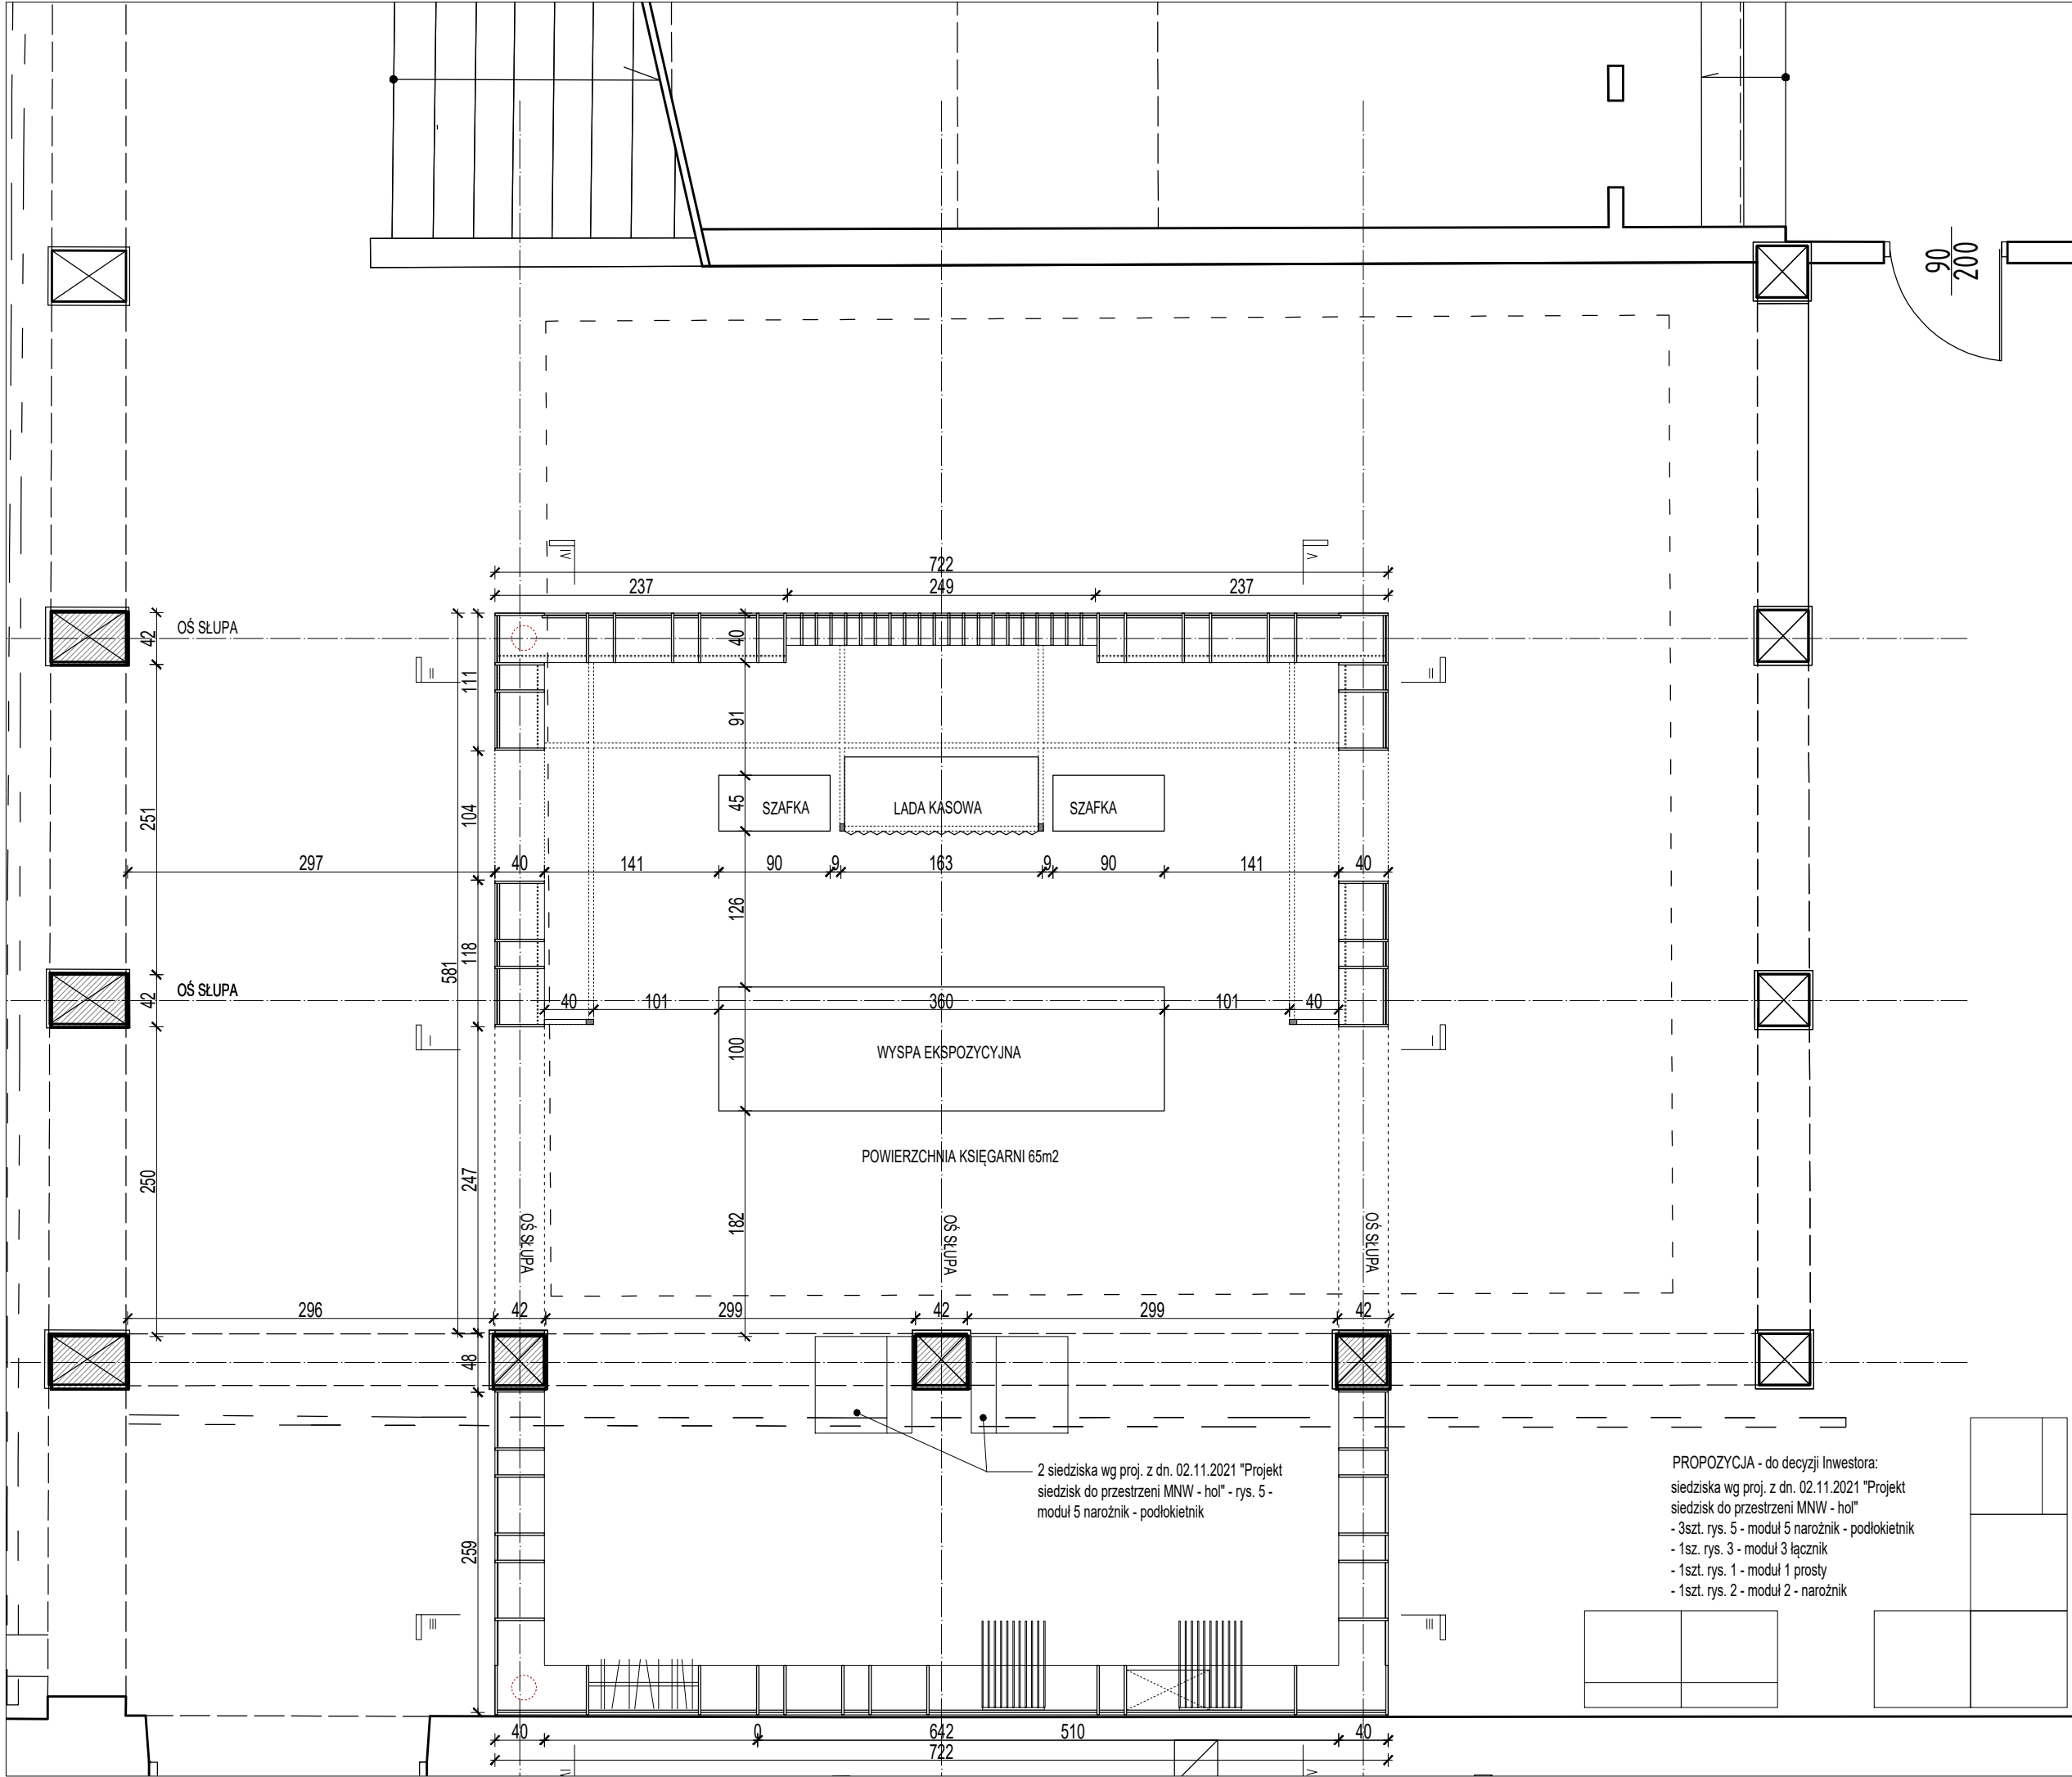 90
200
722
237
249
237
42
OŚ SŁUPA
40
111
91
251
104
SZAFKA
45
LADA KASOWA
SZAFKA
297
40
141
90
9
163
9
90
141
40
126
581
118
42
OŚ SŁUPA
40
101
360
101
40
100
WYSPA EKSPOZYCYJNA
POWIERZCHNIA KSIĘGARNI 65m2
250
247
182
OŚ SŁUPA
OŚ SŁUPA
OŚ SŁUPA
296
42
299
42
299
42
48
2 siedziska wg proj. z dn. 02.11.2021 "Projekt
siedzisk do przestrzeni MNW - hol" - rys. 5 -
moduł 5 narożnik - podłokietnik
PROPOZYCJA - do decyzji Inwestora:
siedziska wg proj. z dn. 02.11.2021 "Projekt
siedzisk do przestrzeni MNW - hol"
- 3szt. rys. 5 - moduł 5 narożnik - podłokietnik
- 1sz. rys. 3 - moduł 3 łącznik
- 1szt. rys. 1 - moduł 1 prosty
- 1szt. rys. 2 - moduł 2 - narożnik
259
40
0
642
510
40
722
IV
V
II
II
I
I
III
III
IV
V